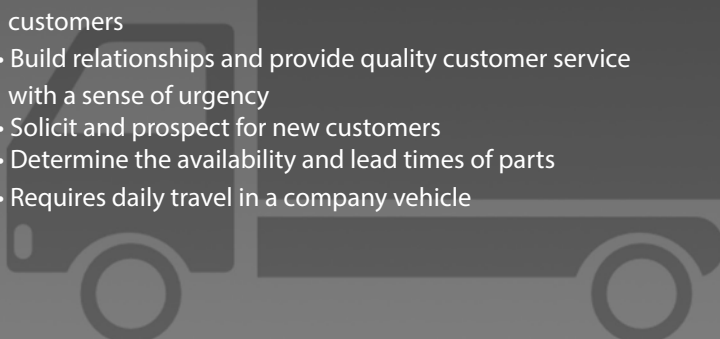 customers
• Build relationships and provide quality customer service
with a sense of urgency
• Solicit and prospect for new customers
• Determine the availability and lead times of parts
• Requires daily travel in a company vehicle